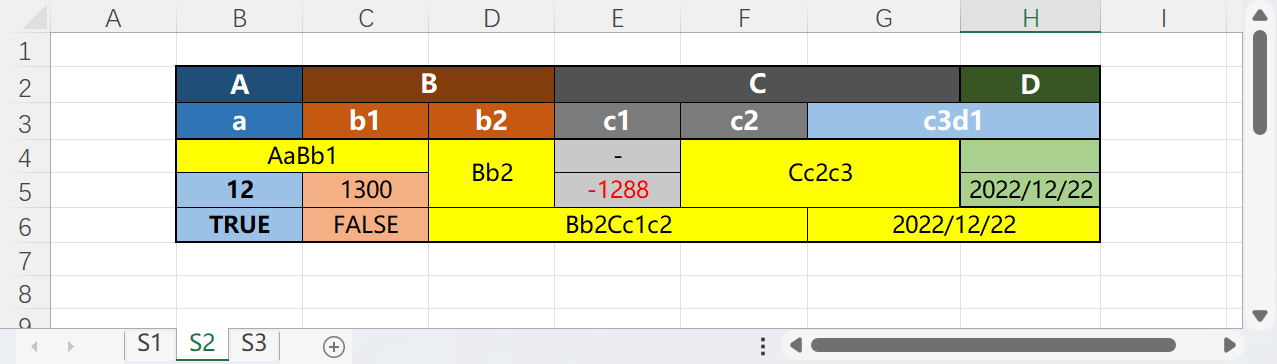 A B C D E F G H I
1
2 A B C D
3 a b1 b2 c1 c2 c3d1
4 AaBb1 Bb2 - Cc2c3
5 12 1300 -1288 2022/12/22
6 TRUE FALSE Bb2Cc1c2 2022/12/22
7
8
9
S1 S2 S3